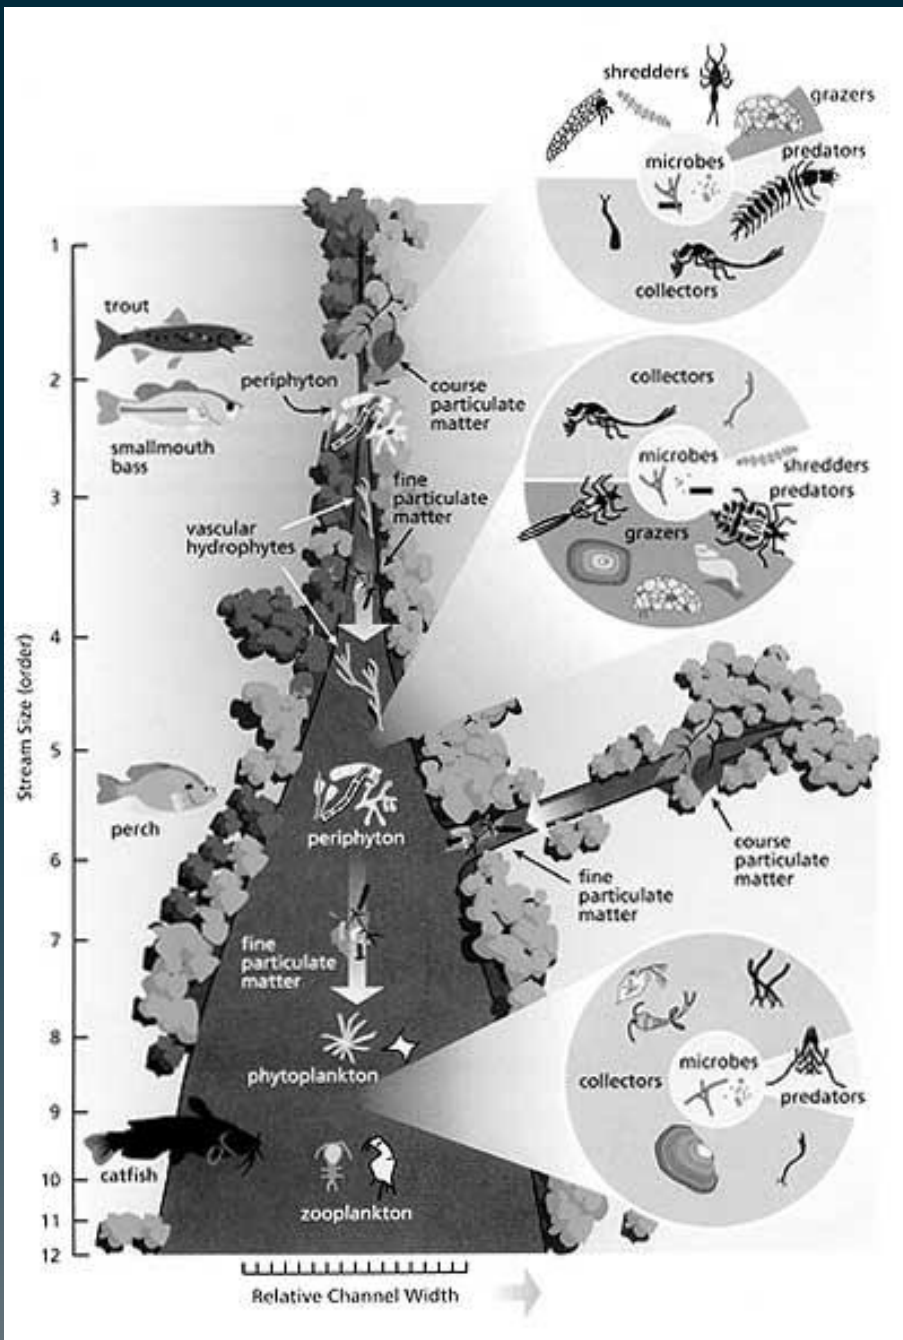 shredders
grazers
microbes
predators
collectors
1
trout
2
periphyton
course
particulate
matter
smallmouth
bass
collectors
microbes
shredders
predators
grazers
3
fine
particulate
matter
vascular
hydrophytes
4
Stream Size (order)
5
perch
periphyton
6
course
particulate
matter
fine
particulate
matter
7
fine
particulate
matter
8
phytoplankton
microbes
collectors
predators
9
catfish
10
zooplankton
11
12
Relative Channel Width